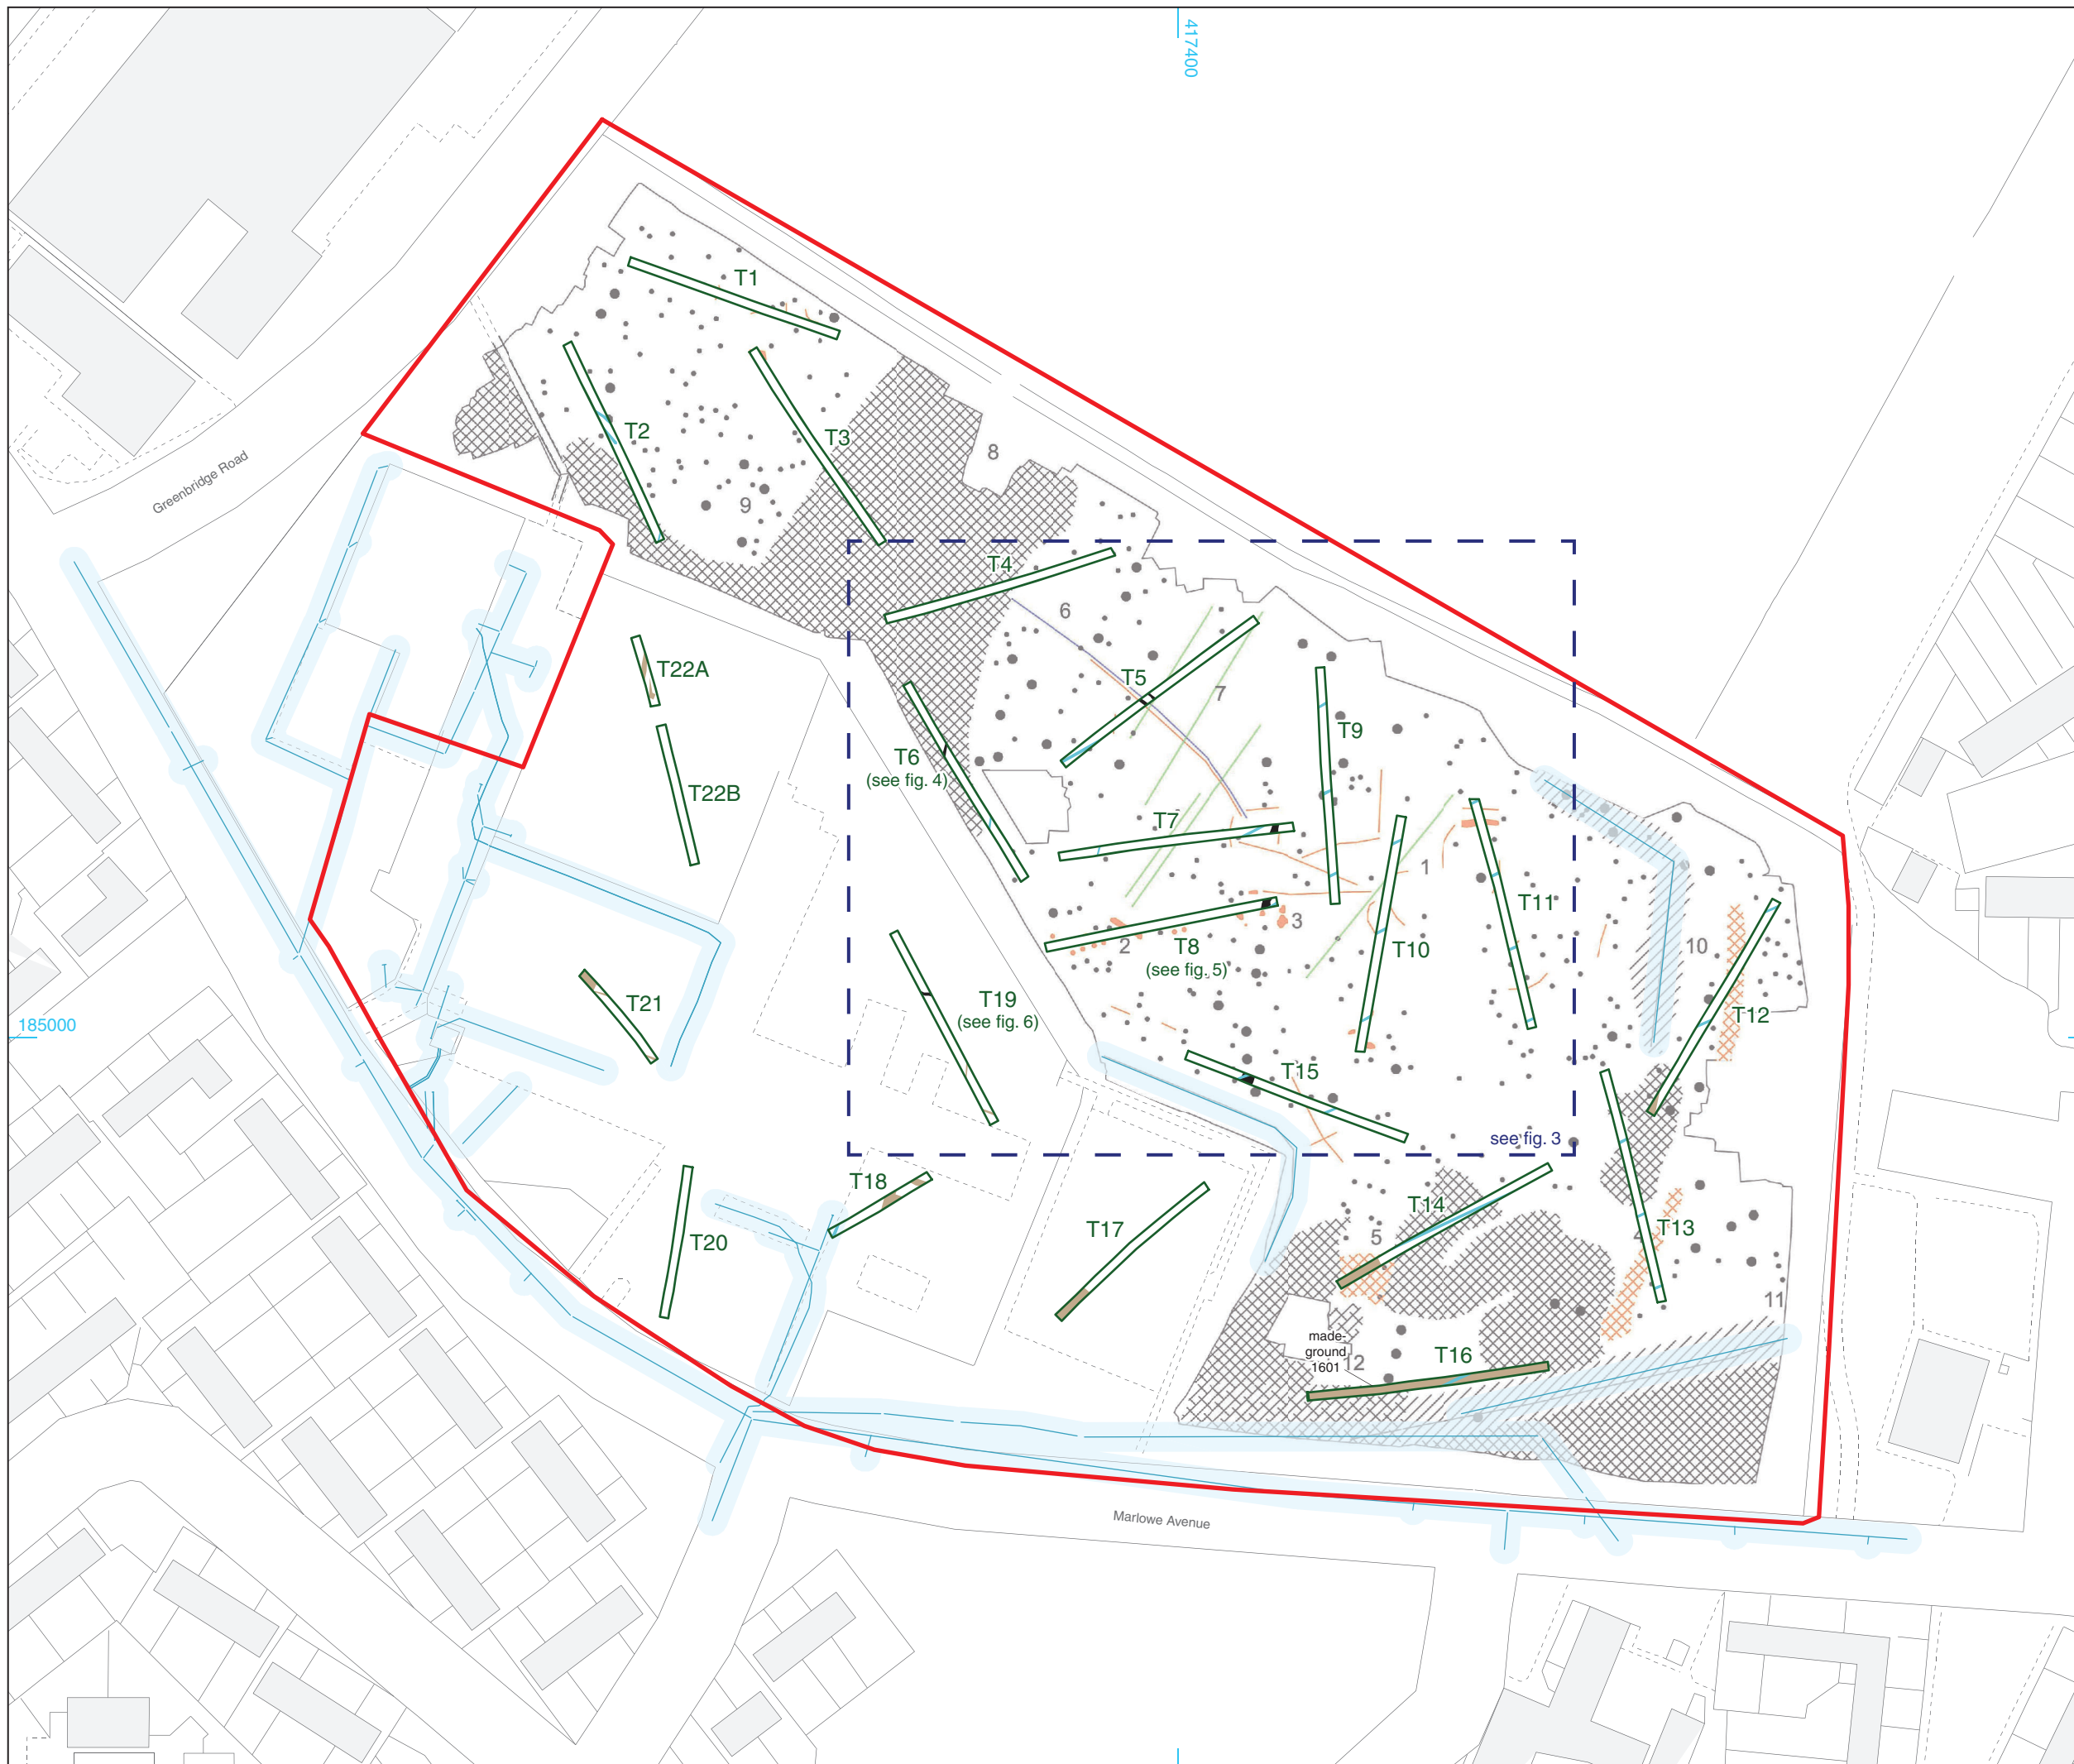 417400
T1
T2
T3
8
9
Greenbridge Road
T4
6
T22A
T5
7
T9
T6
(see fig. 4)
T22B
T7
1
T11
3
2
T8
(see fig. 5)
T10
10
T21
T19
(see fig. 6)
T12
185000
T15
see fig. 3
T18
T14
T17
5
T13
4
T20
11
made-
ground
1601
12
T16
Marlowe Avenue